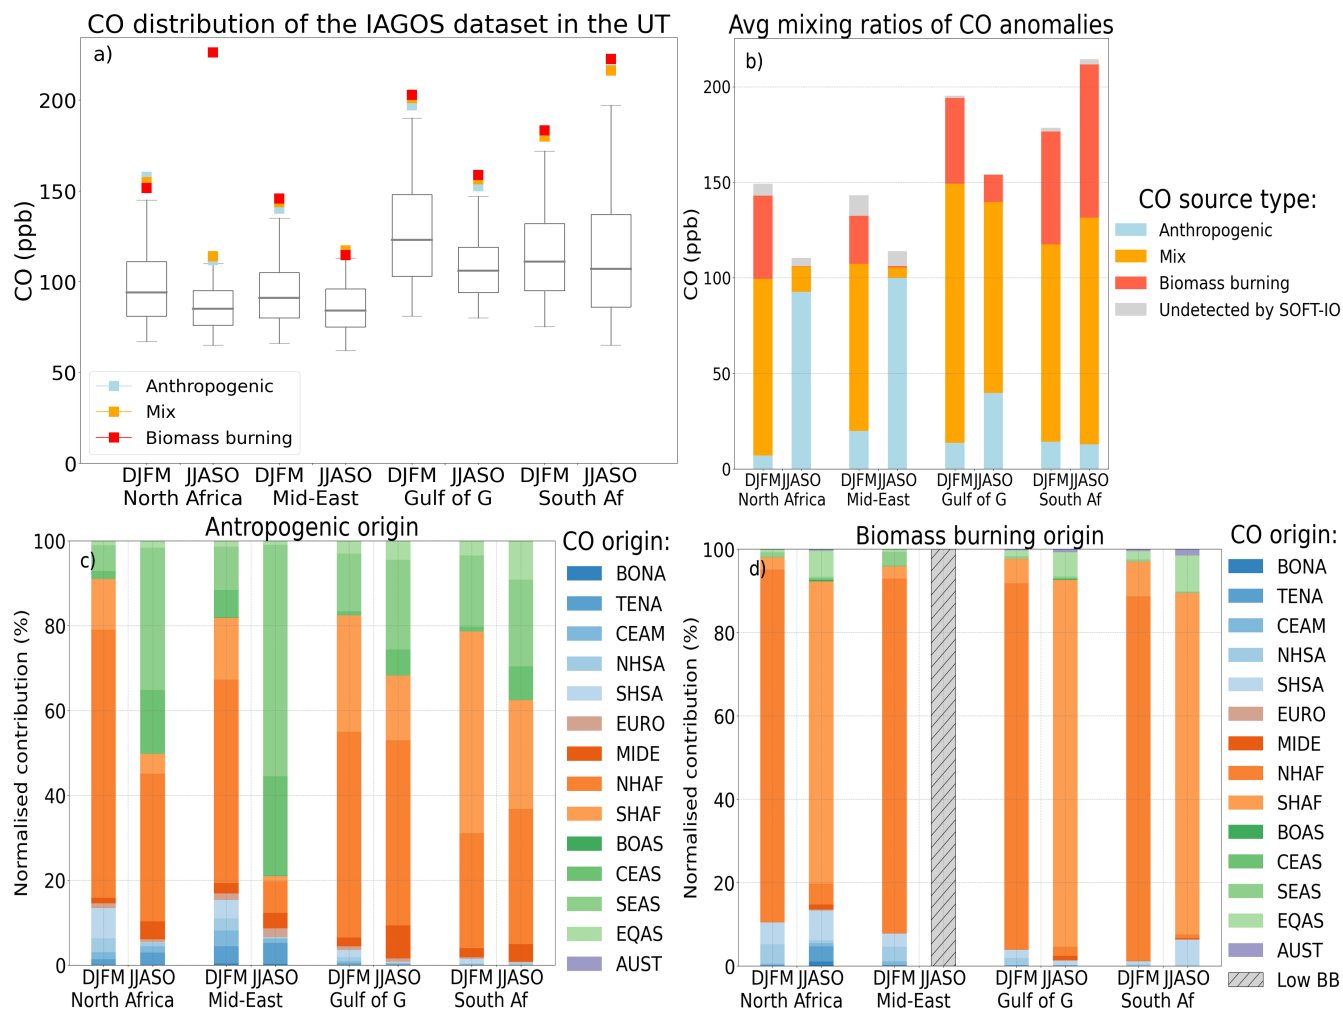 CO distribution of the IAGOS dataset in the UT
a)
CO (ppb)
200
150
100
50
0
Anthropogenic
Mix
Biomass burning
DJFM JJASO DJFM JJASO DJFM JJASO DJFM JJASO
North Africa Mid-East Gulf of G South Af
Avg mixing ratios of CO anomalies
b)
CO (ppb)
200
150
100
50
0
DJFM JJASO DJFM JJASO DJFM JJASO DJFM JJASO
North Africa Mid-East Gulf of G South Af
CO source type:
Anthropogenic
Mix
Biomass burning
Undetected by SOFT-IO
Antropogenic origin
c)
Normalised contribution (%)
100
80
60
40
20
0
DJFM JJASO DJFM JJASO DJFM JJASO DJFM JJASO
North Africa Mid-East Gulf of G South Af
CO origin:
BONA
TENA
CEAM
NHSA
SHSA
EURO
MIDE
NHAF
SHAF
BOAS
CEAS
SEAS
EQAS
AUST
Biomass burning origin
d)
Normalised contribution (%)
100
80
60
40
20
0
DJFM JJASO DJFM JJASO DJFM JJASO DJFM JJASO
North Africa Mid-East Gulf of G South Af
CO origin:
BONA
TENA
CEAM
NHSA
SHSA
EURO
MIDE
NHAF
SHAF
BOAS
CEAS
SEAS
EQAS
AUST
Low BB